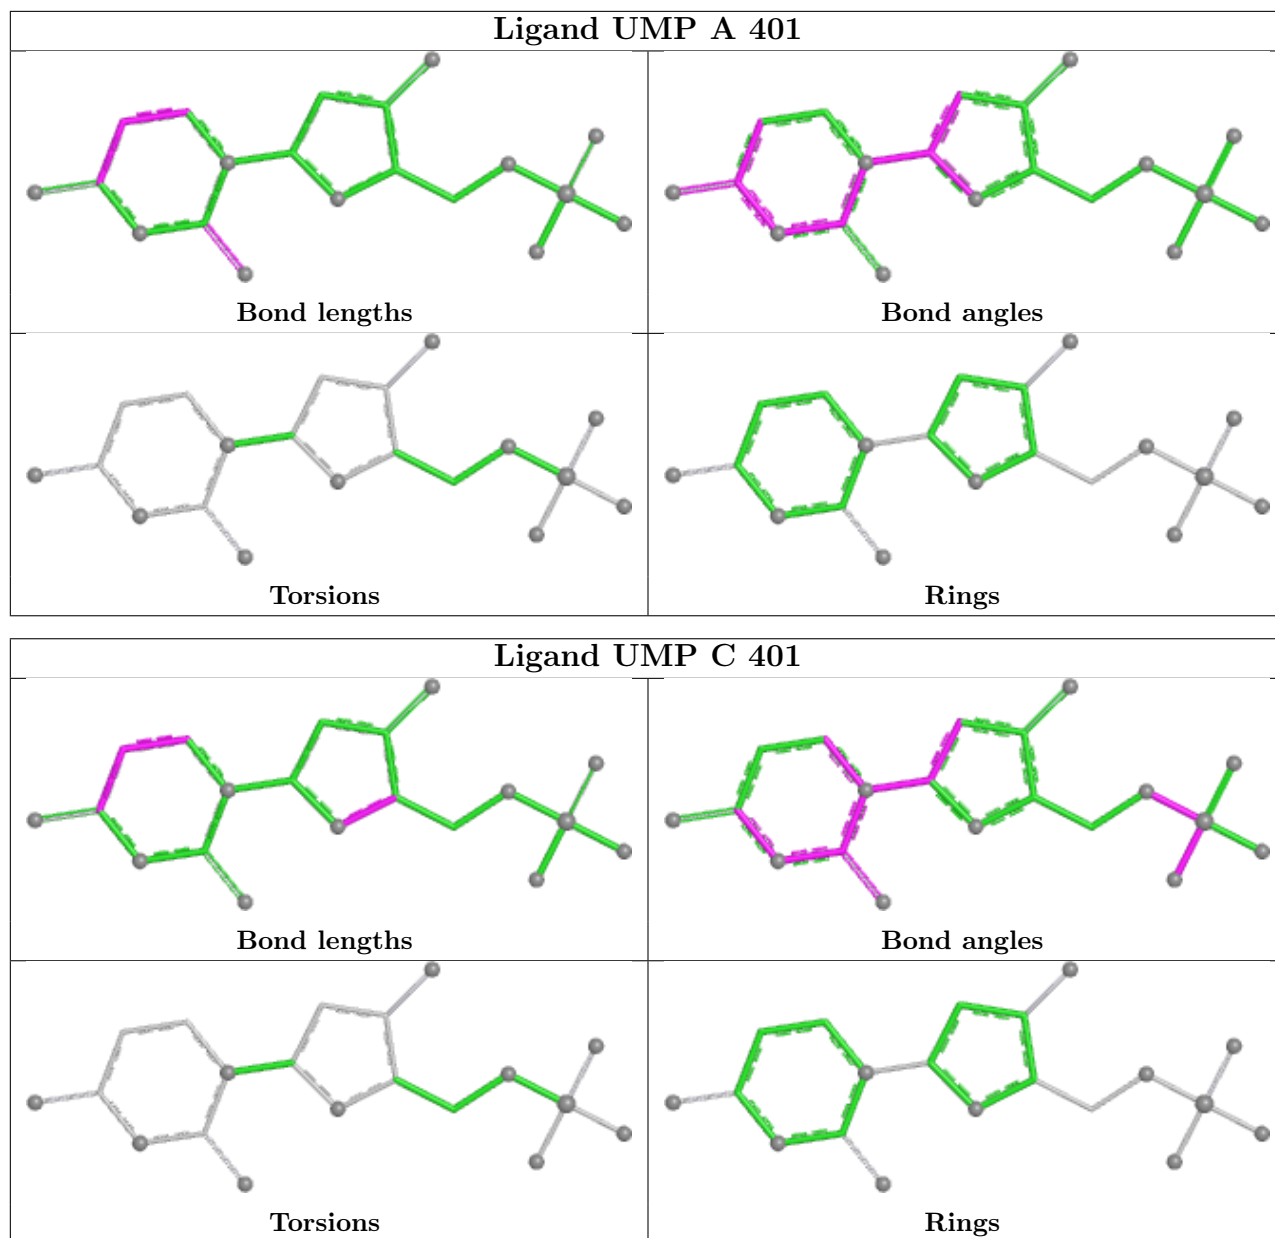 Ligand UMP A 401
Bond lengths
Bond angles
Torsions
Rings
Ligand UMP C 401
Bond lengths
Bond angles
Torsions
Rings